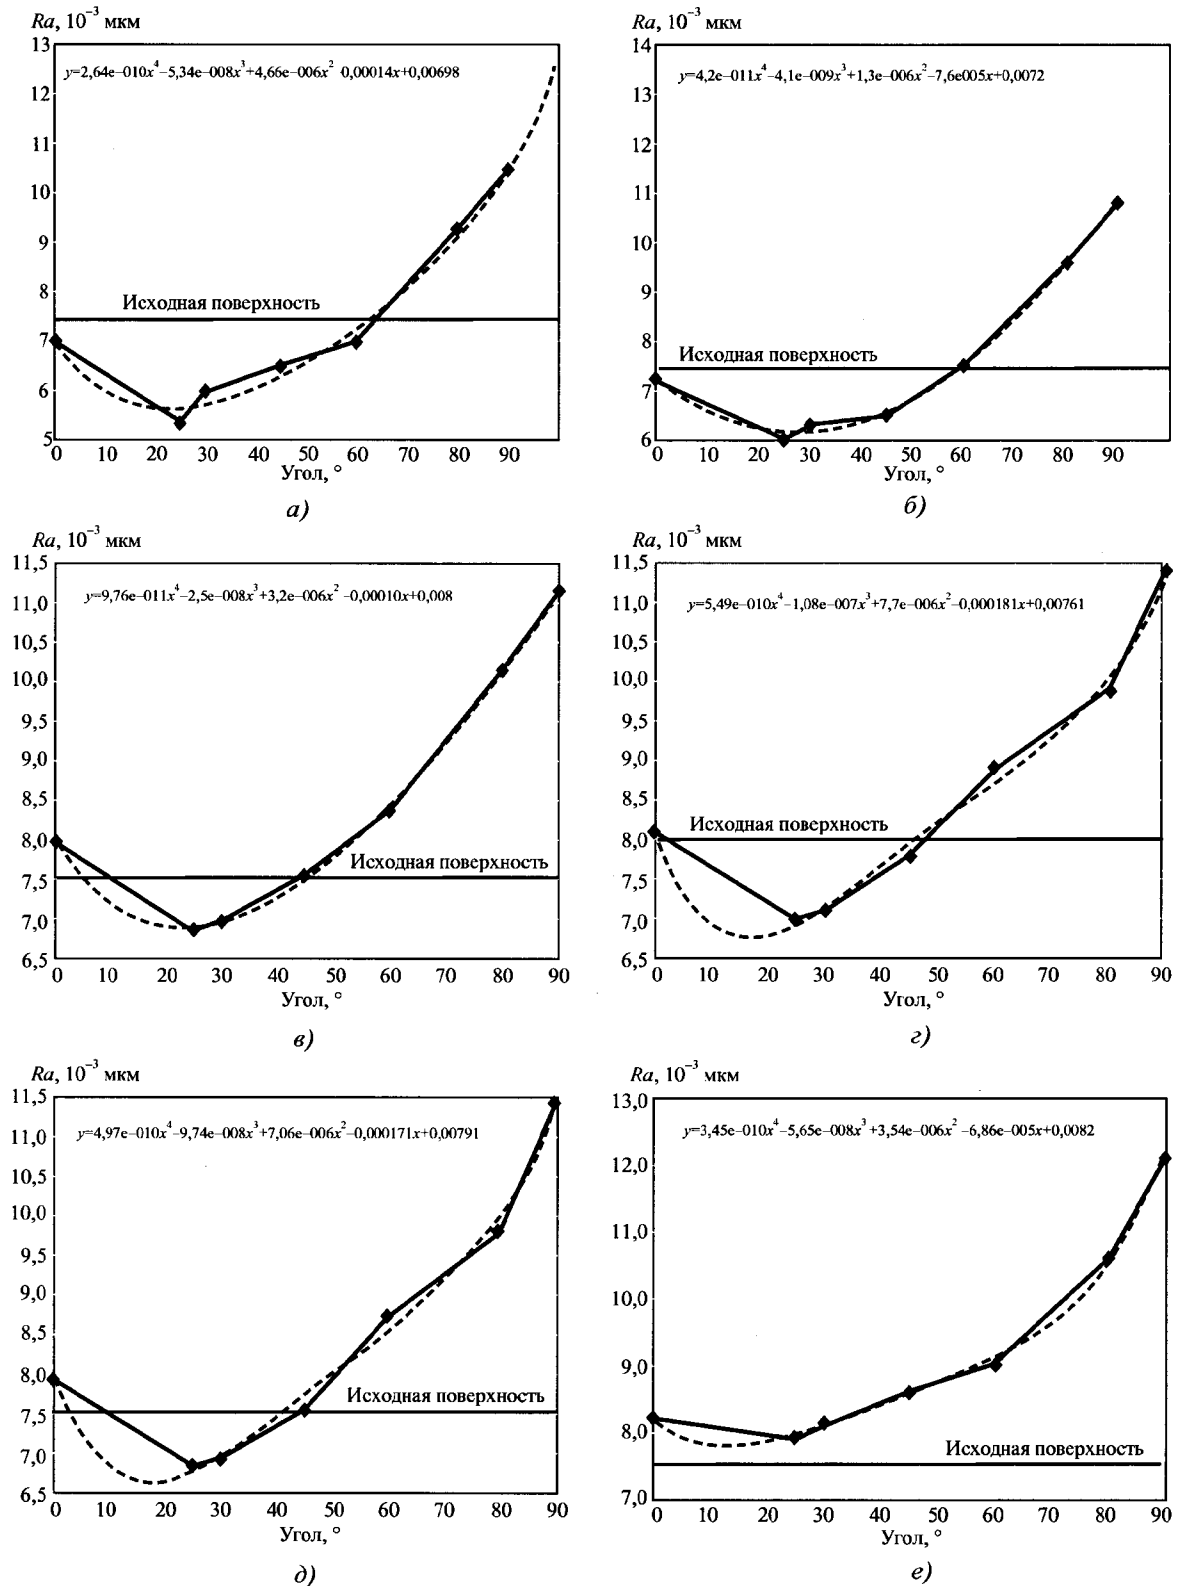 Ra, 10⁻³ мкм
13
y=2,64e–010x⁴–5,34e–008x³+4,66e–006x² 0,00014x+0,00698
12
11
10
9
8
Исходная поверхность
7
6
5
0 10 20 30 40 50 60 70 80 90
Угол, °
а)
Ra, 10⁻³ мкм
14
y=4,2e–011x⁴–4,1e–009x³+1,3e–006x²–7,6e005x+0,0072
13
12
11
10
9
8
Исходная поверхность
7
6
0 10 20 30 40 50 60 70 80 90
Угол, °
б)
Ra, 10⁻³ мкм
11,5
y=9,76e–011x⁴–2,5e–008x³+3,2e–006x² –0,00010x+0,008
11,0
10,5
10,0
9,5
9,0
8,5
8,0
Исходная поверхность
7,5
7,0
6,5
0 10 20 30 40 50 60 70 80 90
Угол, °
в)
Ra, 10⁻³ мкм
11,5
y=5,49e–010x⁴–1,08e–007x³+7,7e–006x²–0,000181x+0,00761
11,0
10,5
10,0
9,5
9,0
8,5
Исходная поверхность
8,0
7,5
7,0
6,5
0 10 20 30 40 50 60 70 80 90
Угол, °
г)
Ra, 10⁻³ мкм
11,5
y=4,97e–010x⁴–9,74e–008x³+7,06e–006x²–0,000171x+0,00791
11,0
10,5
10,0
9,5
9,0
8,5
8,0
Исходная поверхность
7,5
7,0
6,5
0 10 20 30 40 50 60 70 80 90
Угол, °
д)
Ra, 10⁻³ мкм
13,0
y=3,45e–010x⁴–5,65e–008x³+3,54e–006x² –6,86e–005x+0,0082
12,0
11,0
10,0
9,0
8,0
Исходная поверхность
7,0
0 10 20 30 40 50 60 70 80 90
Угол, °
е)